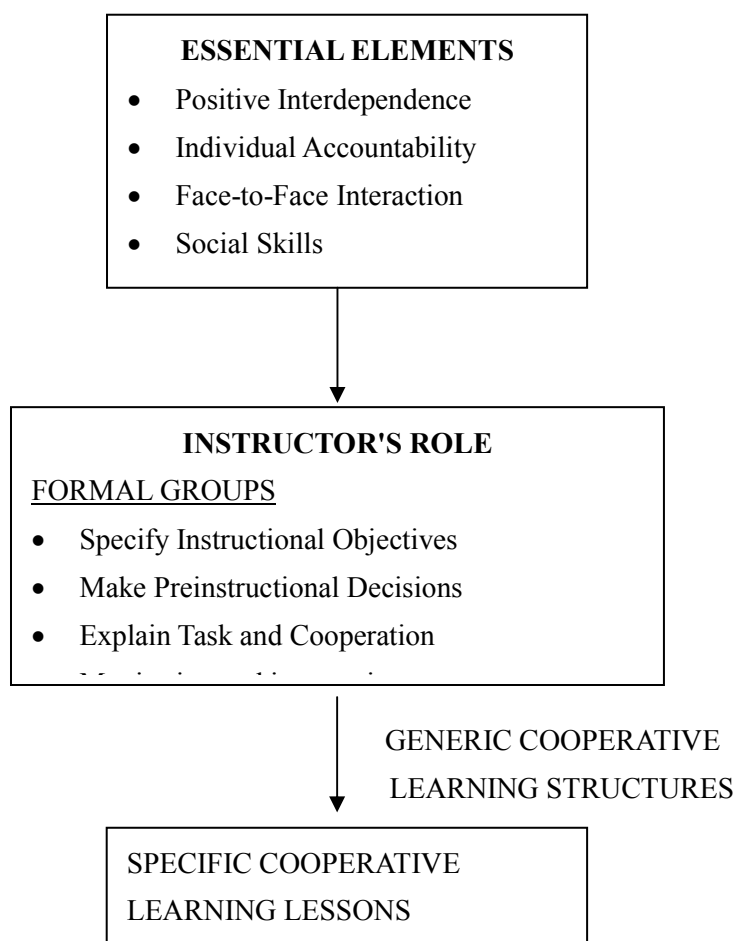 ESSENTIAL ELEMENTS
• Positive Interdependence
• Individual Accountability
• Face-to-Face Interaction
• Social Skills
INSTRUCTOR'S ROLE
FORMAL GROUPS
• Specify Instructional Objectives
• Make Preinstructional Decisions
• Explain Task and Cooperation
GENERIC COOPERATIVE
LEARNING STRUCTURES
SPECIFIC COOPERATIVE
LEARNING LESSONS